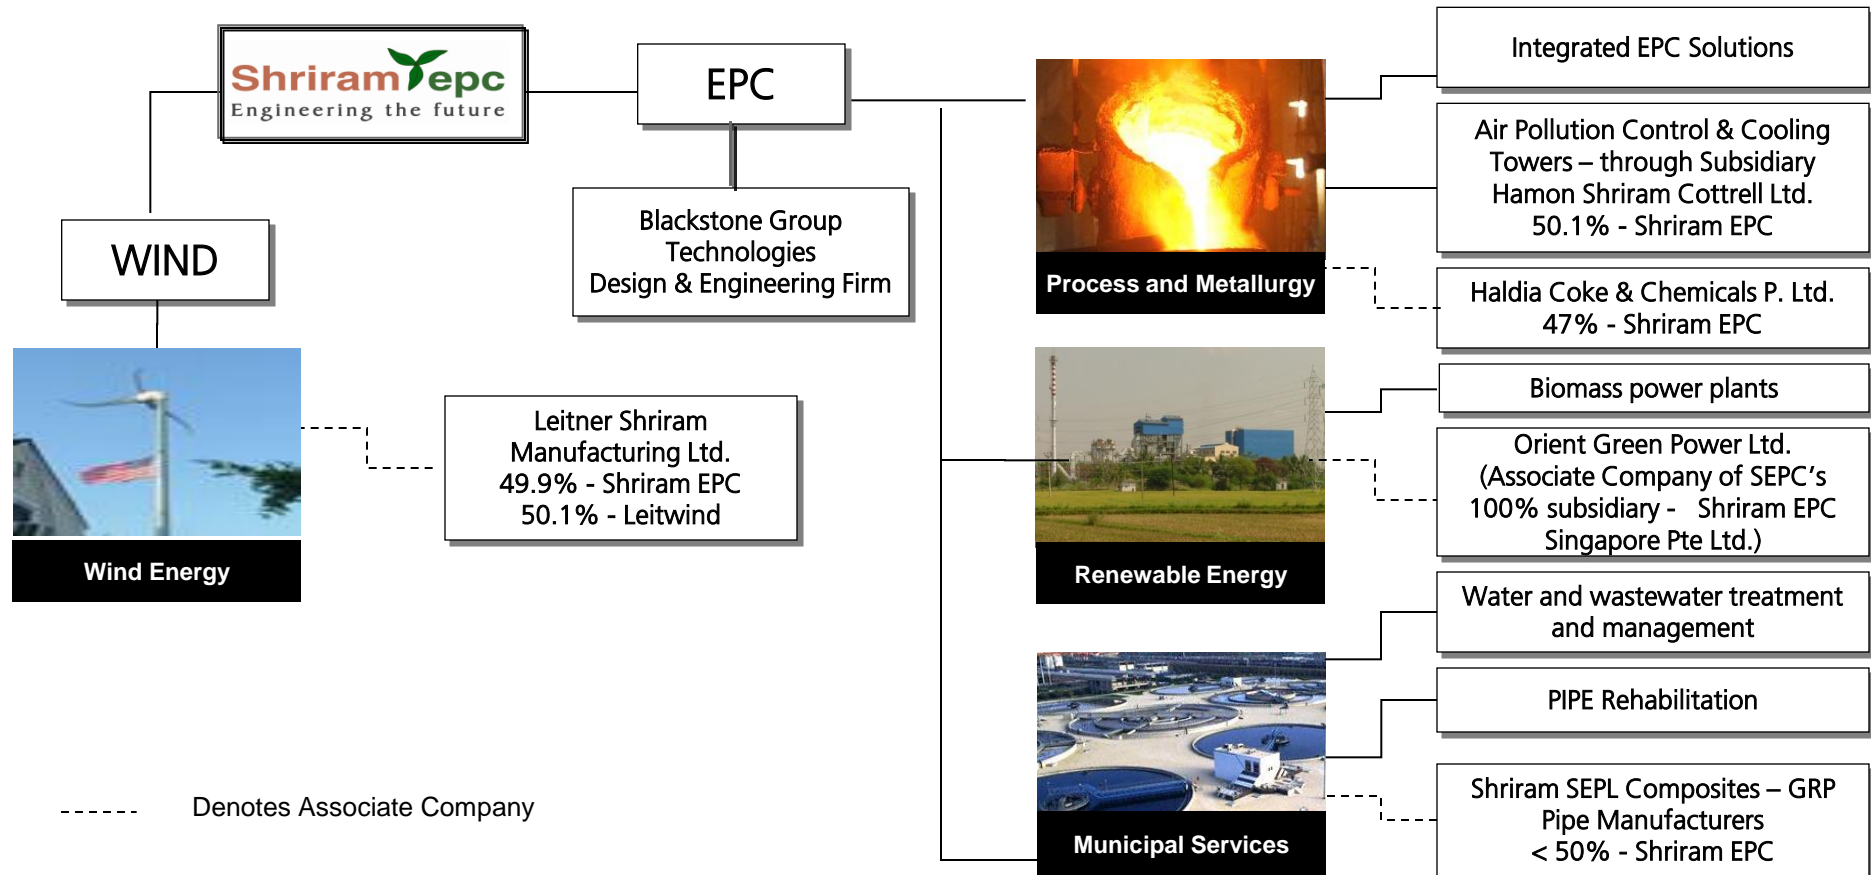 Shriram epc
Engineering the future
EPC
WIND
Blackstone Group
Technologies
Design & Engineering Firm
Wind Energy
Leitner Shriram
Manufacturing Ltd.
49.9% - Shriram EPC
50.1% - Leitwind
Process and Metallurgy
Integrated EPC Solutions
Air Pollution Control & Cooling
Towers – through Subsidiary
Hamon Shriram Cottrell Ltd.
50.1% - Shriram EPC
Haldia Coke & Chemicals P. Ltd.
47% - Shriram EPC
Renewable Energy
Biomass power plants
Orient Green Power Ltd.
(Associate Company of SEPC’s
100% subsidiary - Shriram EPC
Singapore Pte Ltd.)
Municipal Services
Water and wastewater treatment
and management
PIPE Rehabilitation
Shriram SEPL Composites – GRP
Pipe Manufacturers
< 50% - Shriram EPC
Denotes Associate Company